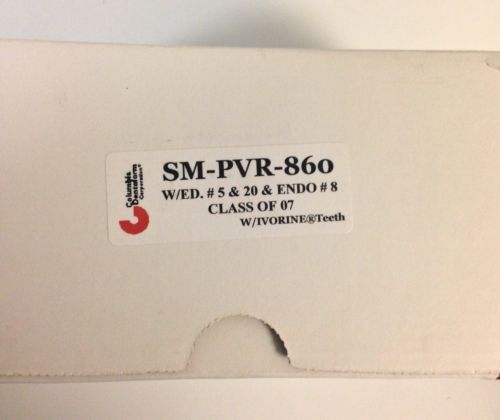 Columbia
Dentoform
Corporation®
SM-PVR-860
W/ED. # 5 & 20 & ENDO # 8
CLASS OF 07
W/IVORINE®Teeth